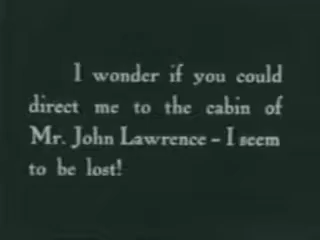 I wonder if you could
direct me to the cabin of
Mr. John Lawrence - I seem
to be lost!